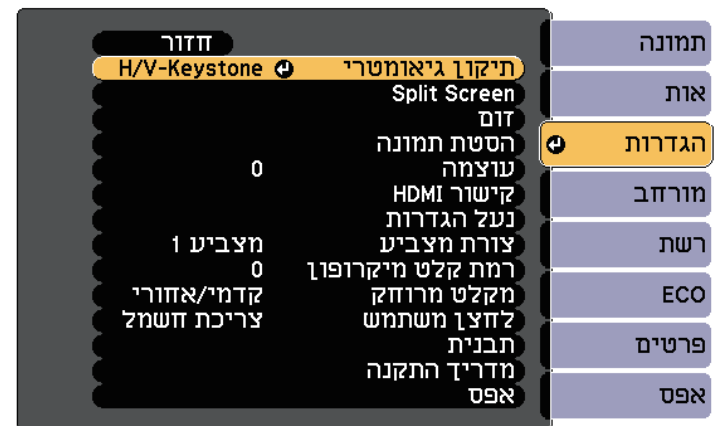 תמונה
אות
הגדרות
מורחב
רשת
ECO
פרטים
אפס
חזור
תיקון גיאומטרי H/V-Keystone
Split Screen
זום
הסטת תמונה
עוצמה 0
קישור HDMI
נעל הגדרות
צורת מצביע מצביע 1
רמת קלט מיקרופון 0
מקלט מרוחק קדמי/אחורי
לחצן משתמש צריכת חשמל
תבנית
מדריך התקנה
אפס